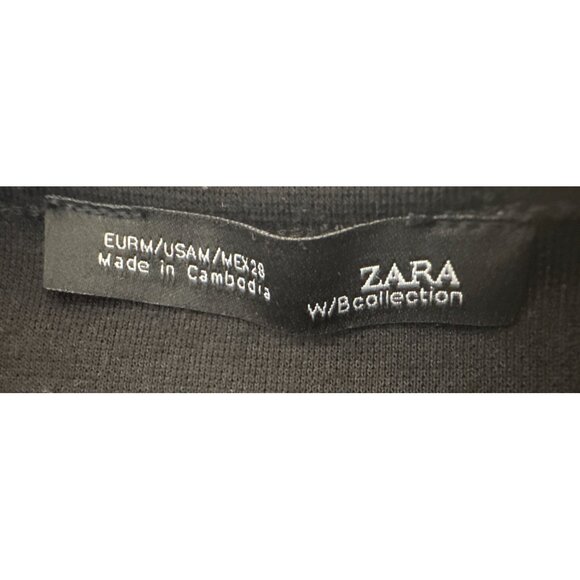 EURM/USAM/MEX28
Made in Cambodia
ZARA
W/Bcollection